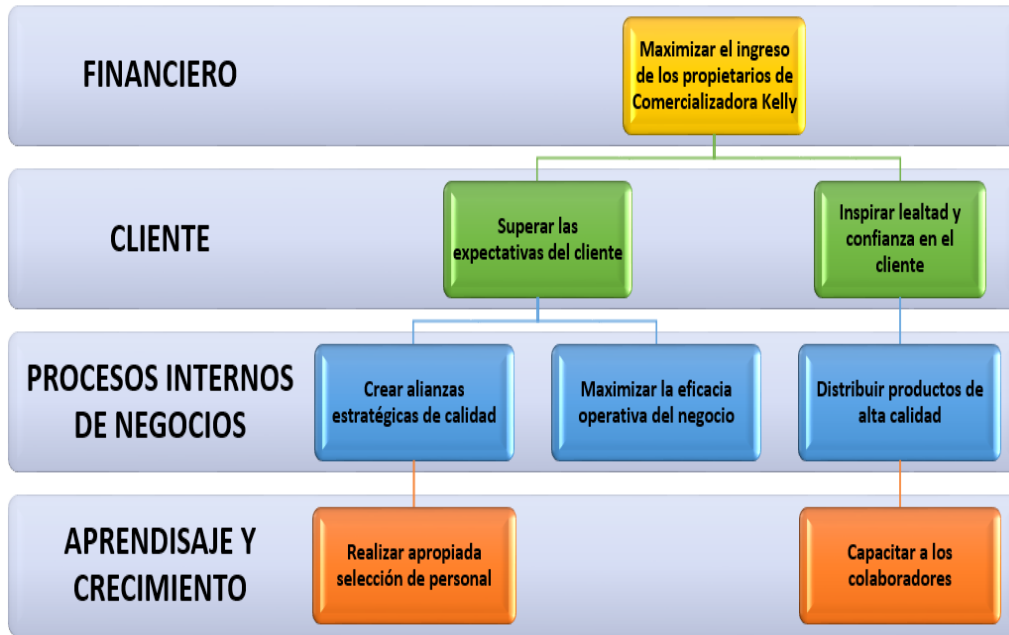 FINANCIERO
Maximizar el ingreso
de los propietarios de
Comercializadora Kelly
CLIENTE
Superar las
expectativas del cliente
Inspirar lealtad y
confianza en el
cliente
PROCESOS INTERNOS
DE NEGOCIOS
Crear alianzas
estratégicas de calidad
Maximizar la eficacia
operativa del negocio
Distribuir productos de
alta calidad
APRENDISAJE Y
CRECIMIENTO
Realizar apropiada
selección de personal
Capacitar a los
colaboradores